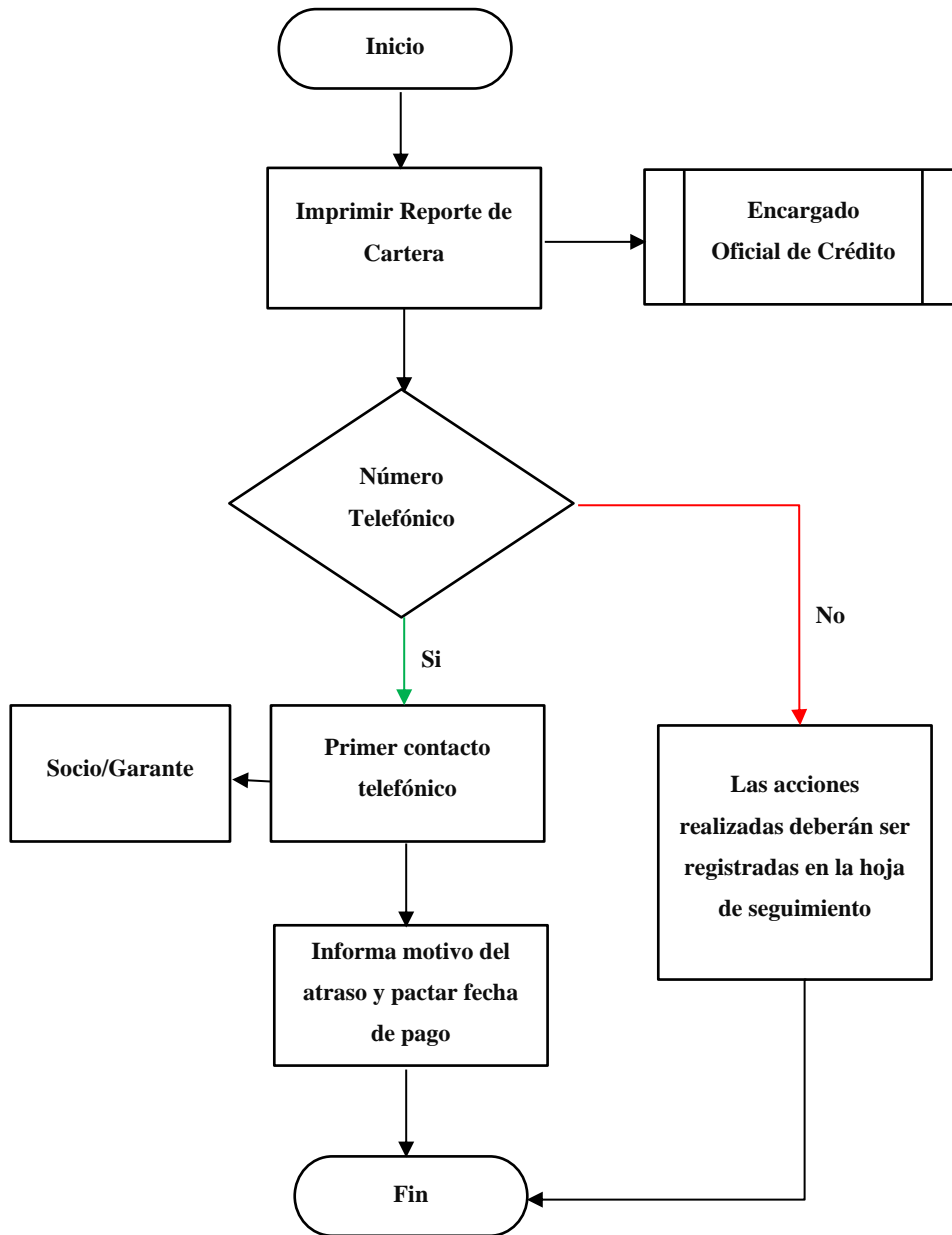 Inicio
Imprimir Reporte de
Cartera
Encargado
Oficial de Crédito
Número
Telefónico
No
Si
Socio/Garante
Primer contacto
telefónico
Las acciones
realizadas deberán ser
registradas en la hoja
de seguimiento
Informa motivo del
atraso y pactar fecha
de pago
Fin